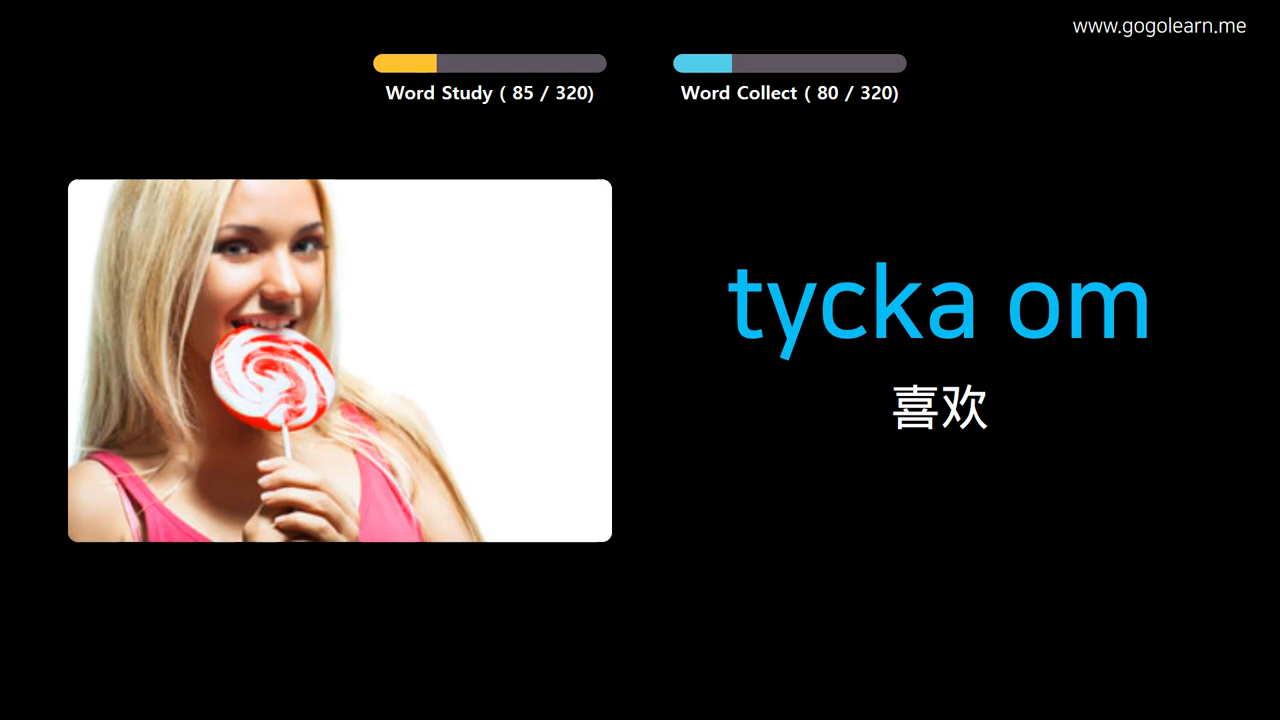 www.gogolearn.me
Word Study ( 85 / 320)
Word Collect ( 80 / 320)
tycka om
喜欢